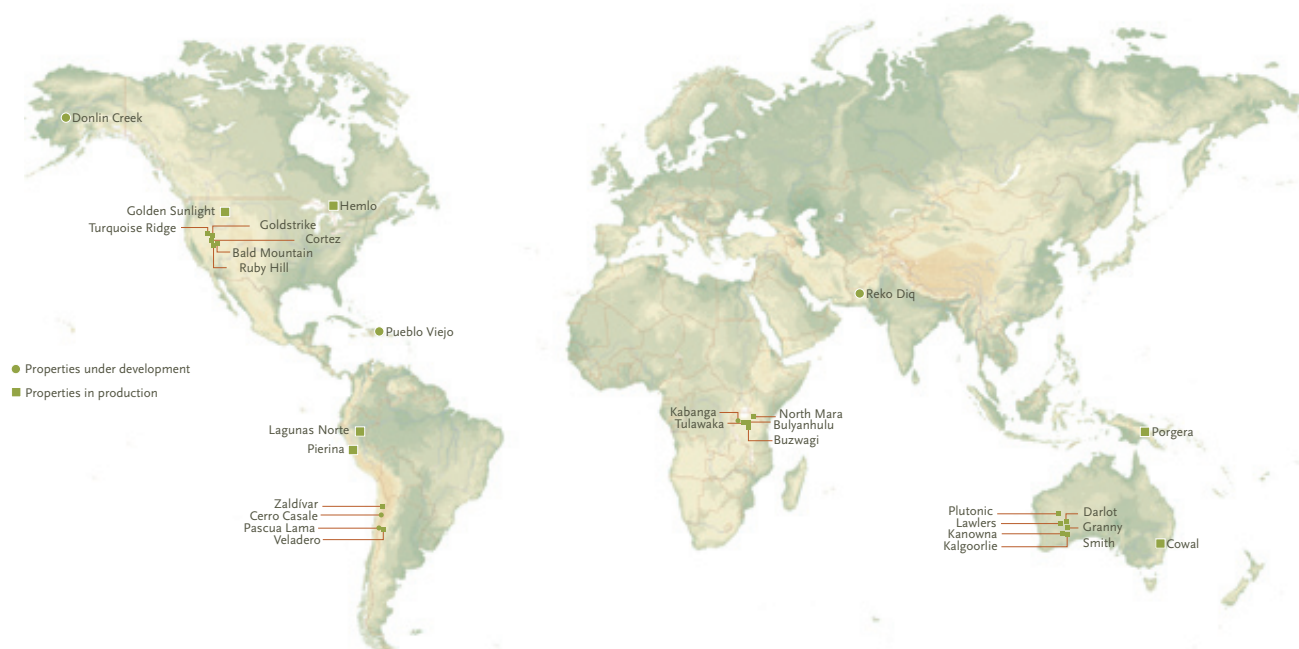 Donlin Creek
Golden Sunlight
Hemlo
Turquoise Ridge
Goldstrike
Cortez
Bald Mountain
Ruby Hill
Reko Diq
Pueblo Viejo
Properties under development
Properties in production
Kabanga
North Mara
Tulawaka
Bulyanhulu
Buzwagi
Lagunas Norte
Pierina
Porgera
Zaldívar
Cerro Casale
Pascua Lama
Veladero
Plutonic
Darlot
Lawlers
Granny
Smith
Kanowna
Kalgoorlie
Cowal